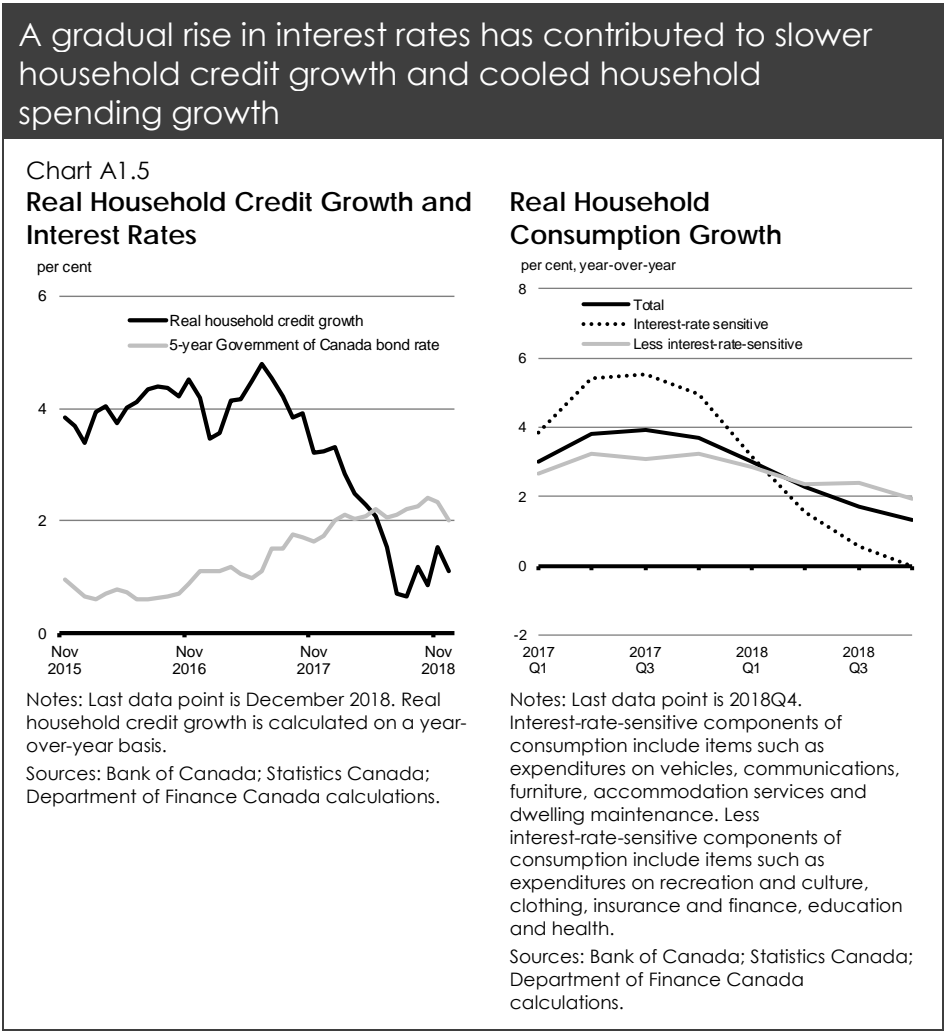 A gradual rise in interest rates has contributed to slower
household credit growth and cooled household
spending growth
Chart A1.5
Real Household Credit Growth and
Interest Rates
per cent
6
Real household credit growth
5-year Government of Canada bond rate
4
2
0
Nov
2015
Nov
2016
Nov
2017
Nov
2018
Notes: Last data point is December 2018. Real
household credit growth is calculated on a year-
over-year basis.
Sources: Bank of Canada; Statistics Canada;
Department of Finance Canada calculations.
Real Household
Consumption Growth
per cent, year-over-year
8
Total
Interest-rate sensitive
Less interest-rate-sensitive
6
4
2
0
-2
2017
Q1
2017
Q3
2018
Q1
2018
Q3
Notes: Last data point is 2018Q4.
Interest-rate-sensitive components of
consumption include items such as
expenditures on vehicles, communications,
furniture, accommodation services and
dwelling maintenance. Less
interest-rate-sensitive components of
consumption include items such as
expenditures on recreation and culture,
clothing, insurance and finance, education
and health.
Sources: Bank of Canada; Statistics Canada;
Department of Finance Canada
calculations.